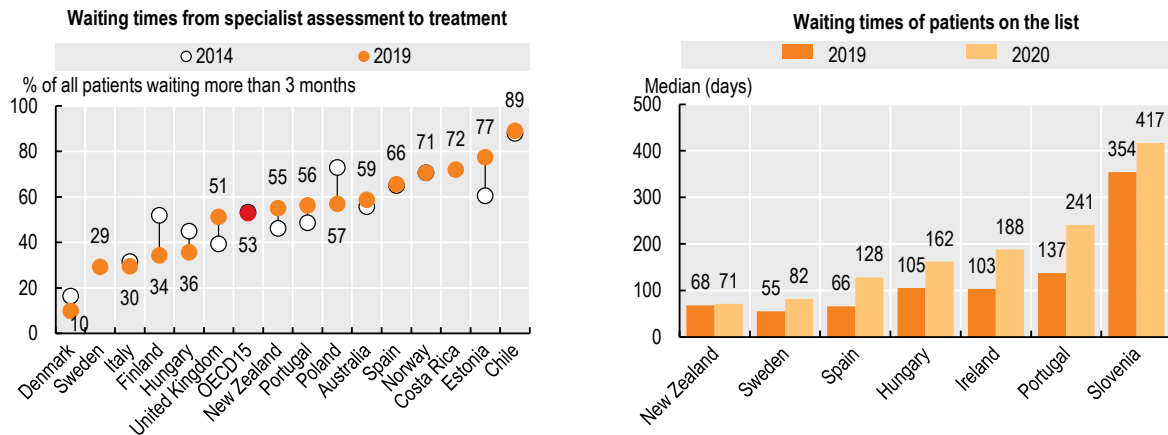 Waiting times from specialist assessment to treatment
2014 2019
% of all patients waiting more than 3 months
100
80
60
40
20
0
10
29
30
34
36
51
53
55
56
57
59
66
71
72
77
89
Denmark
Sweden
Italy
Finland
Hungary
United Kingdom
OECD15
New Zealand
Portugal
Poland
Australia
Spain
Norway
Costa Rica
Estonia
Chile
Waiting times of patients on the list
2019 2020
Median (days)
500
400
300
200
100
0
68 71
55 82
66 128
105 162
103 188
137 241
354 417
New Zealand
Sweden
Spain
Hungary
Ireland
Portugal
Slovenia